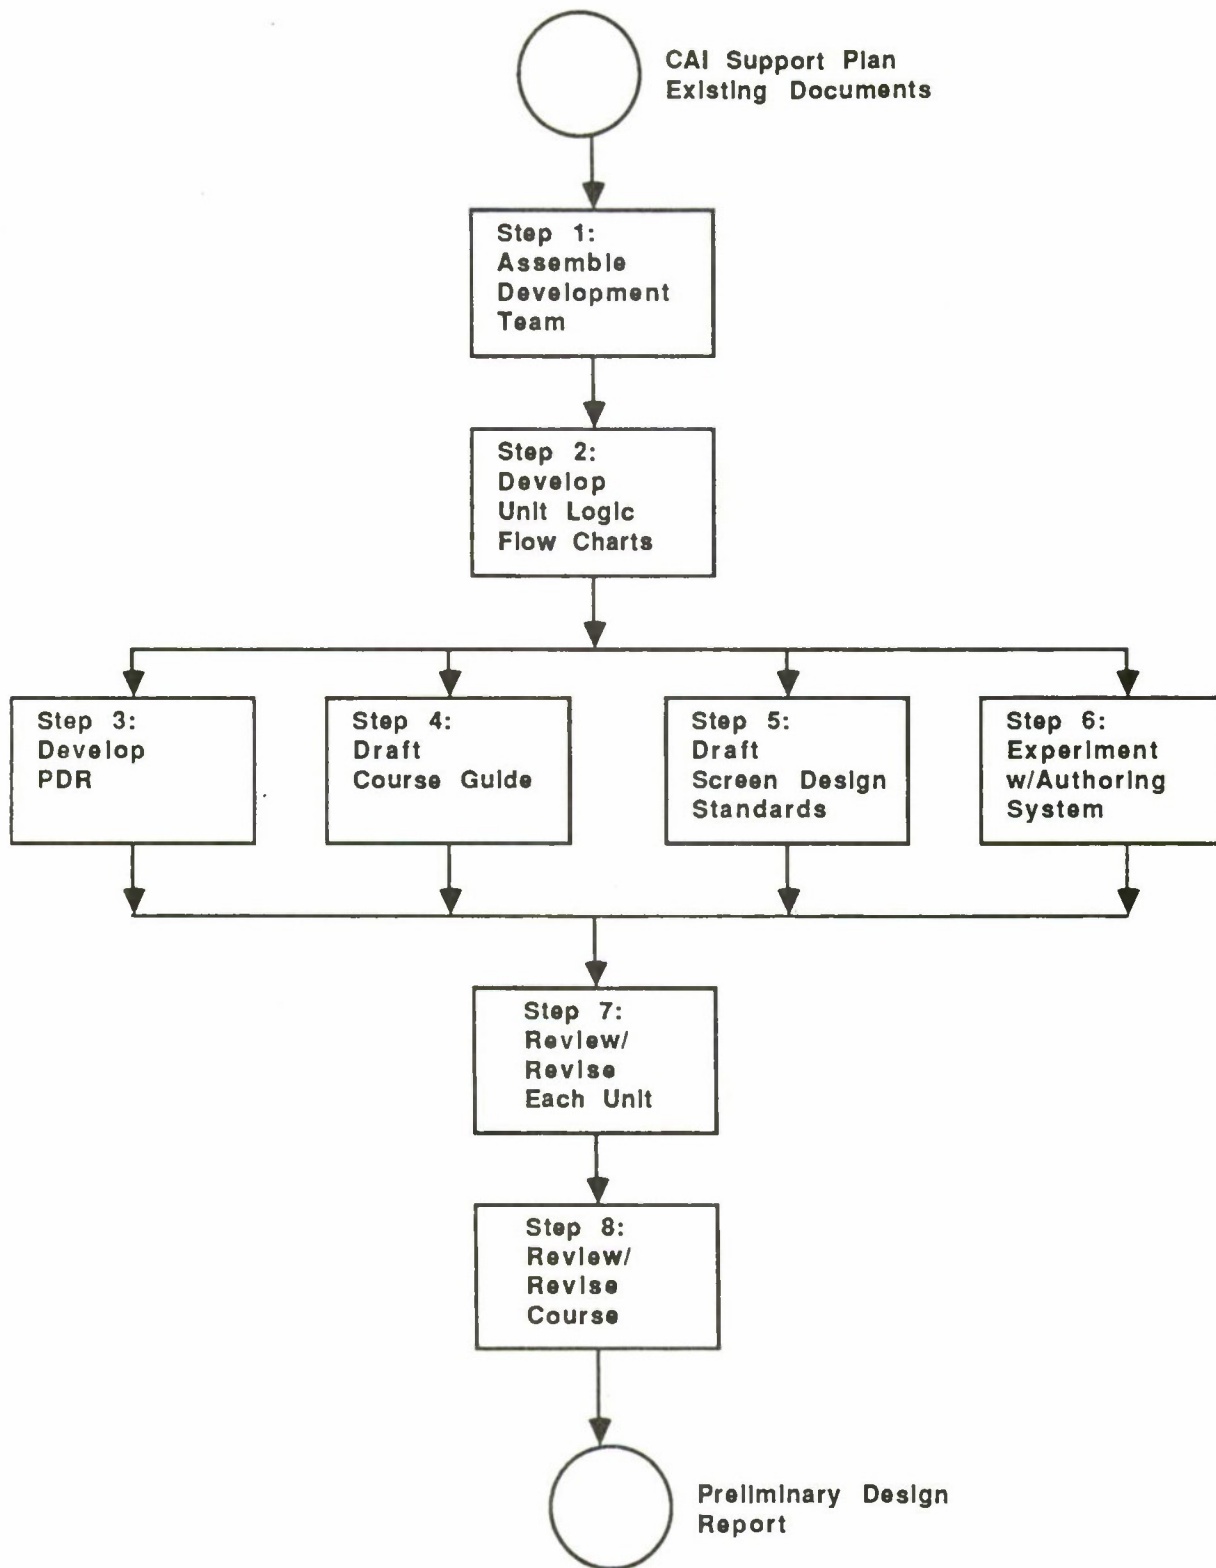 CAI Support Plan
Existing Documents
Step 1:
Assemble
Development
Team
Step 2:
Develop
Unit Logic
Flow Charts
Step 3:
Develop
PDR
Step 4:
Draft
Course Guide
Step 5:
Draft
Screen Design
Standards
Step 6:
Experiment
w/Authoring
System
Step 7:
Review/
Revise
Each Unit
Step 8:
Review/
Revise
Course
Preliminary Design
Report